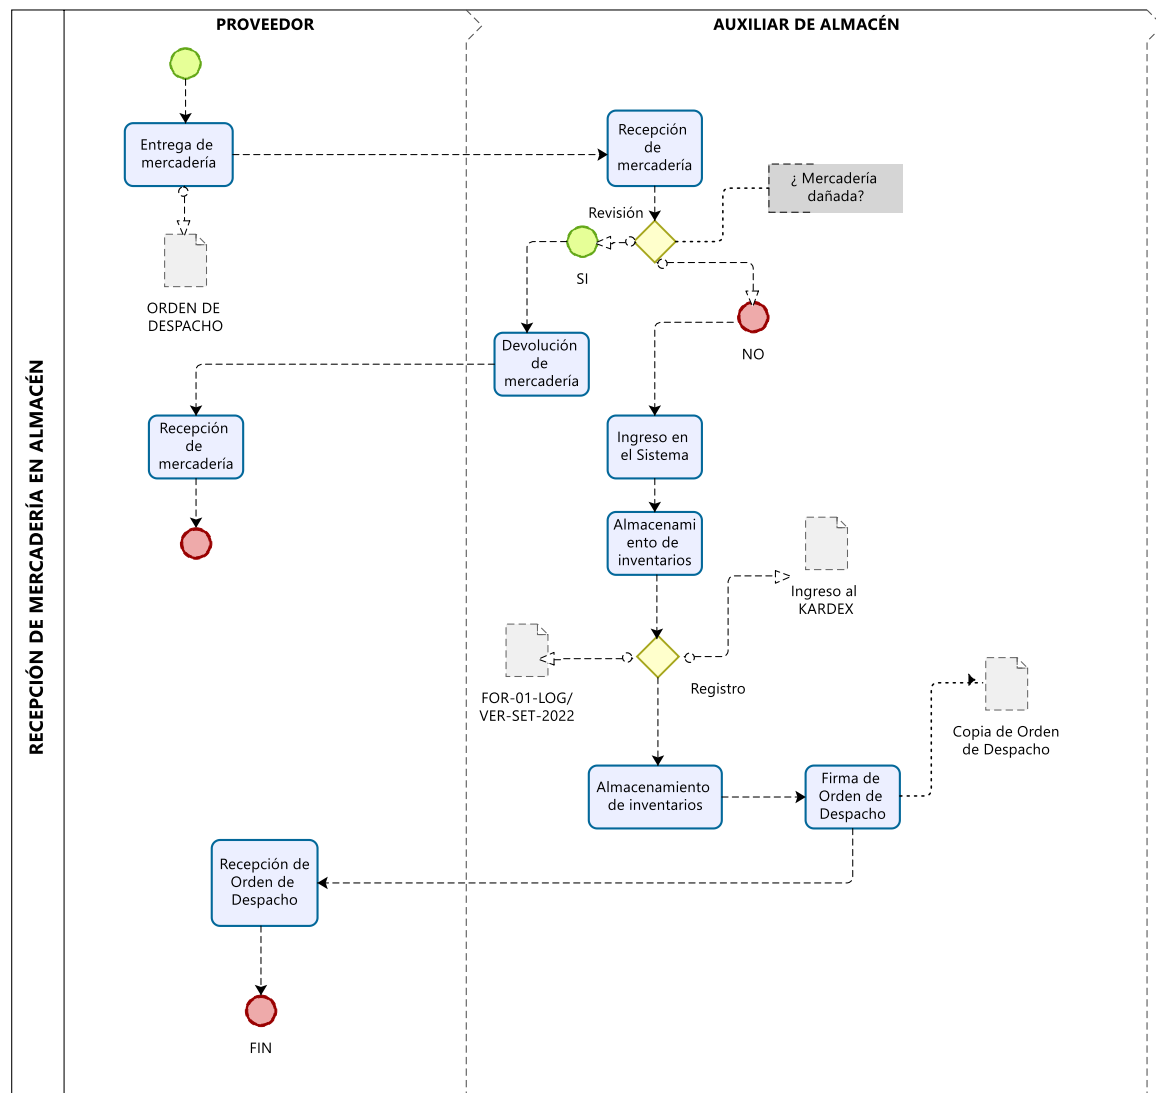 RECEPCIÓN DE MERCADERÍA EN ALMACÉN
PROVEEDOR
AUXILIAR DE ALMACÉN
Entrega de
mercadería
Recepción
de
mercadería
¿ Mercadería
dañada?
Revisión
SI
ORDEN DE
DESPACHO
NO
Devolución
de
mercadería
Recepción
de
mercadería
Ingreso en
el Sistema
Almacenami
ento de
inventarios
Ingreso al
KARDEX
FOR-01-LOG/
VER-SET-2022
Registro
Copia de Orden
de Despacho
Almacenamiento
de inventarios
Firma de
Orden de
Despacho
Recepción de
Orden de
Despacho
FIN